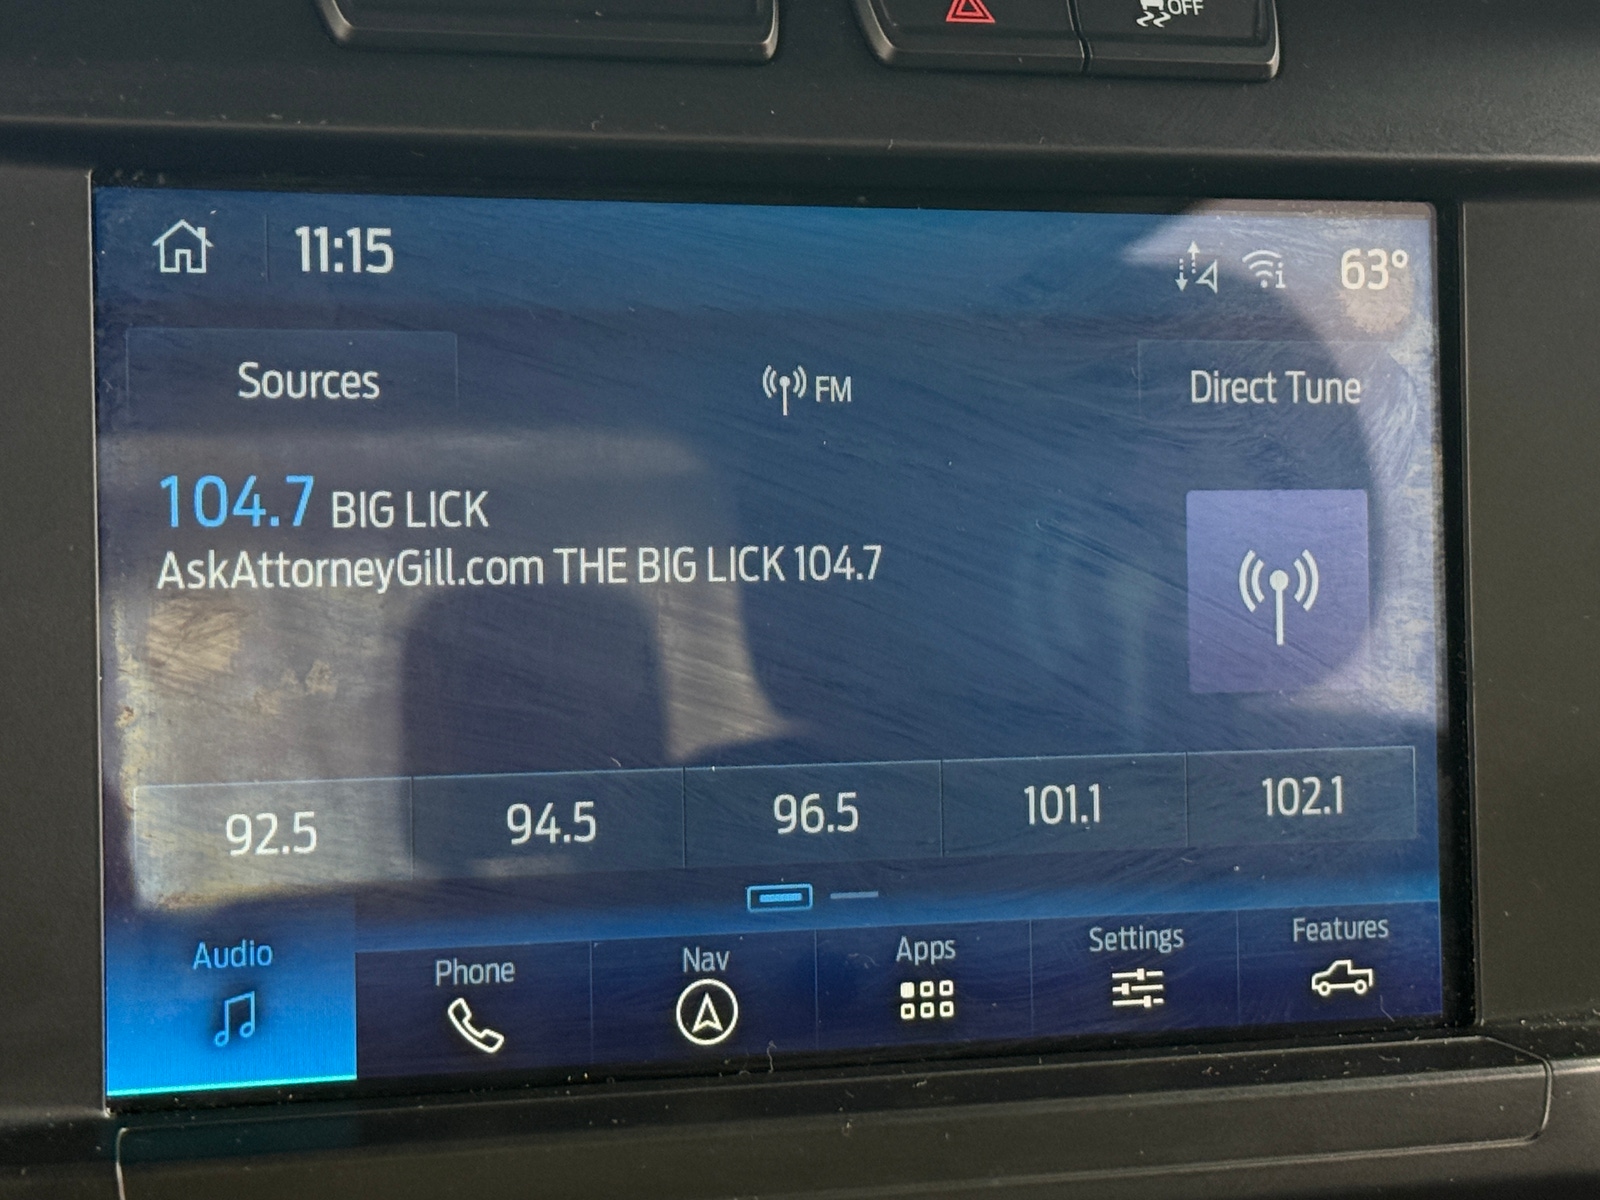 OFF
11:15
63°
Sources
FM
Direct Tune
104.7 BIG LICK
AskAttorneyGill.com THE BIG LICK 104.7
92.5
94.5
96.5
101.1
102.1
Audio
Phone
Nav
Apps
Settings
Features